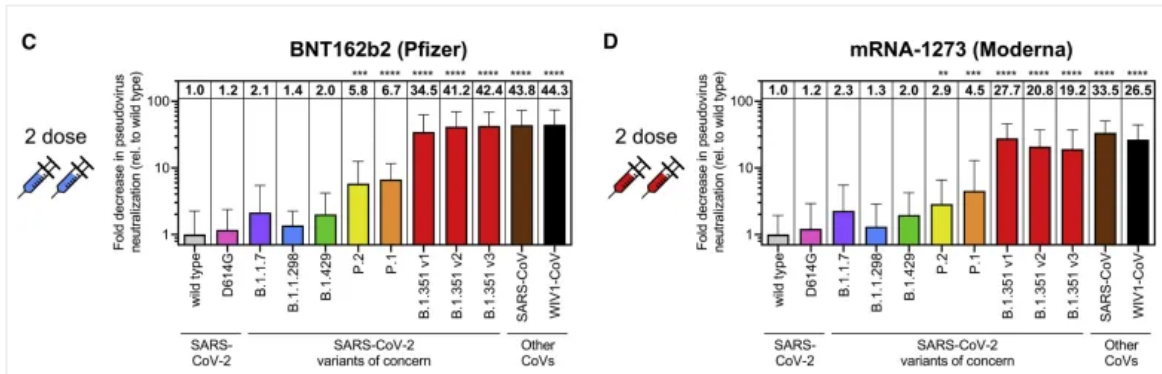 C
BNT162b2 (Pfizer)
2 dose
Fold decrease in pseudovirus
neutralization (rel. to wild type)
*** **** **** **** **** **** ****
1.0 1.2 2.1 1.4 2.0 5.8 6.7 34.5 41.2 42.4 43.8 44.3
100
10
1
wild type
D614G
B.1.1.7
B.1.1.298
B.1.429
P.2
P.1
B.1.351 v1
B.1.351 v2
B.1.351 v3
SARS-CoV
WIV1-CoV
SARS-
CoV-2
SARS-CoV-2
variants of concern
Other
CoVs
D
mRNA-1273 (Moderna)
2 dose
Fold decrease in pseudovirus
neutralization (rel. to wild type)
** *** **** **** **** **** ****
1.0 1.2 2.3 1.3 2.0 2.9 4.5 27.7 20.8 19.2 33.5 26.5
100
10
1
wild type
D614G
B.1.1.7
B.1.1.298
B.1.429
P.2
P.1
B.1.351 v1
B.1.351 v2
B.1.351 v3
SARS-CoV
WIV1-CoV
SARS-
CoV-2
SARS-CoV-2
variants of concern
Other
CoVs